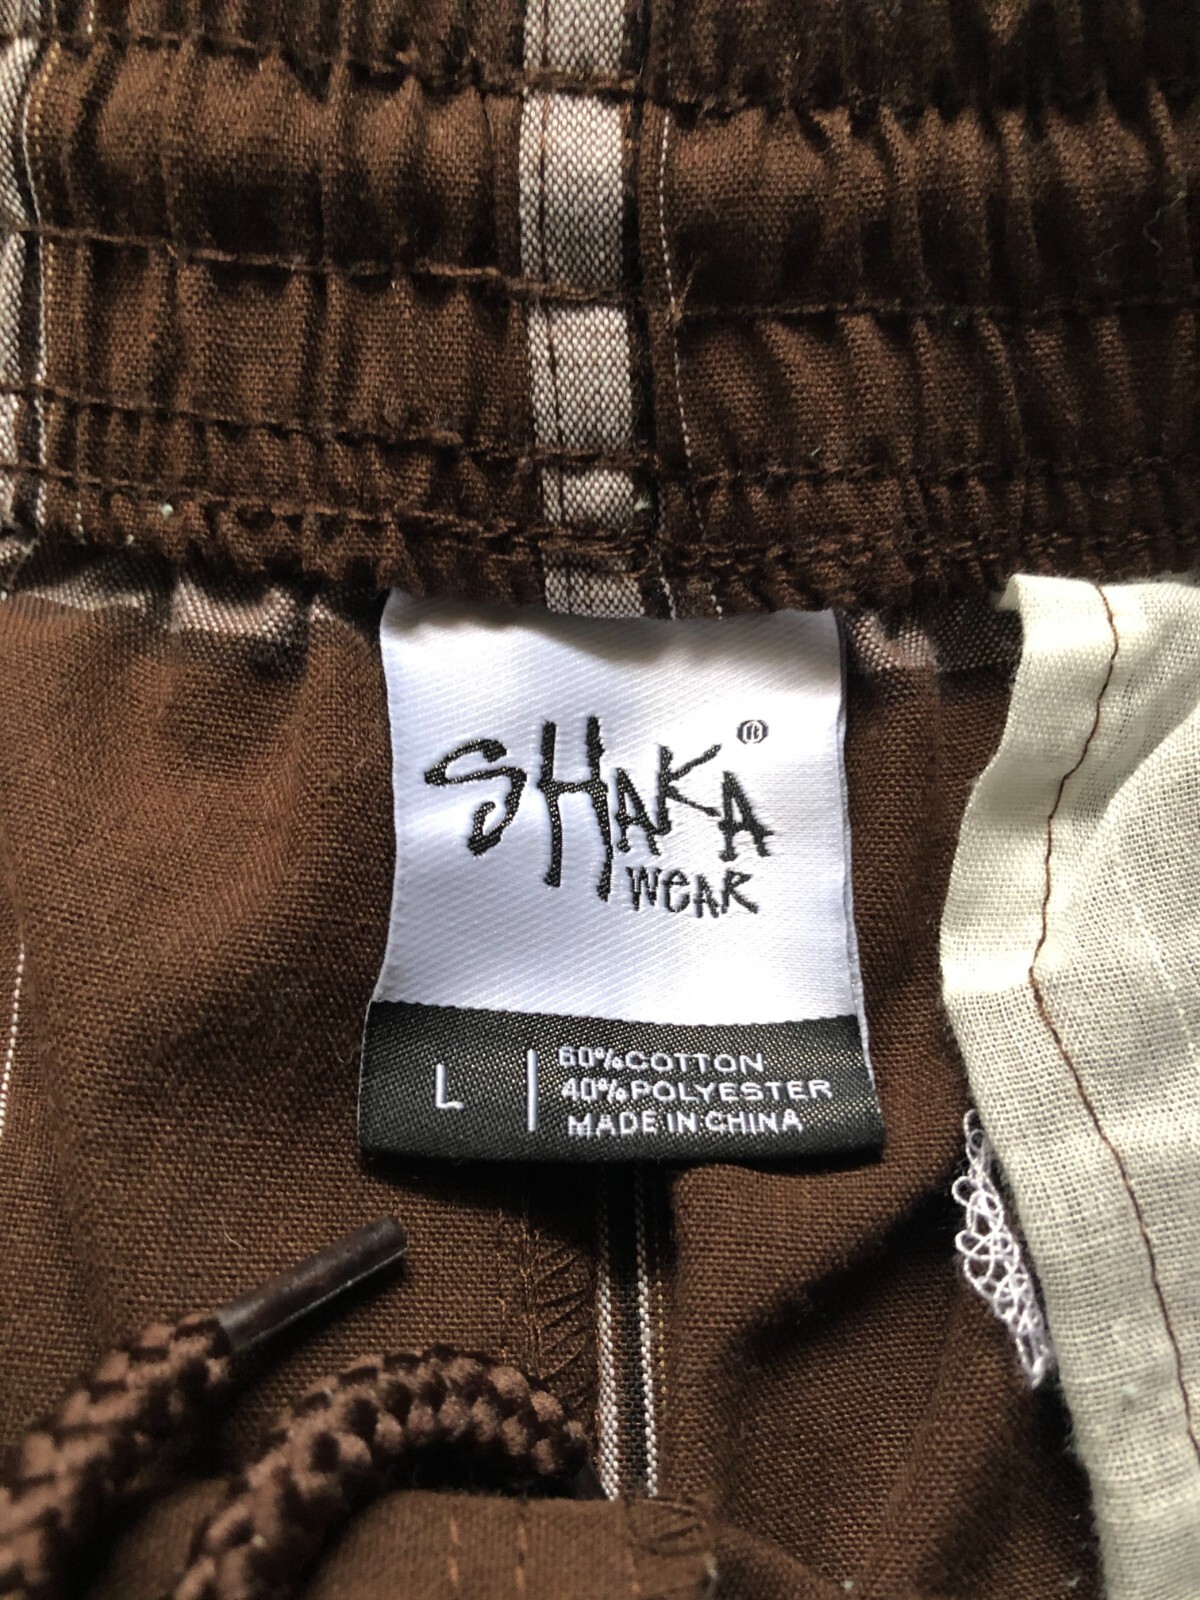 SHAKA®
WEAR
L
60%COTTON
40%POLYESTER
MADE IN CHINA